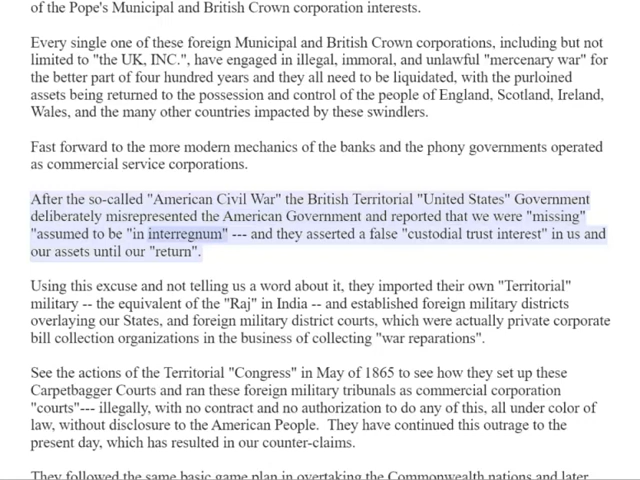 of the Pope's Municipal and British Crown corporation interests.
Every single one of these foreign Municipal and British Crown corporations, including but not
limited to "the UK, INC.", have engaged in illegal, immoral, and unlawful "mercenary war" for
the better part of four hundred years and they all need to be liquidated, with the purloined
assets being returned to the possession and control of the people of England, Scotland, Ireland,
Wales, and the many other countries impacted by these swindlers.
Fast forward to the more modern mechanics of the banks and the phony governments operated
as commercial service corporations.
After the so-called "American Civil War" the British Territorial "United States" Government
deliberately misrepresented the American Government and reported that we were "missing"
"assumed to be "in interregnum" --- and they asserted a false "custodial trust interest" in us and
our assets until our "return".
Using this excuse and not telling us a word about it, they imported their own "Territorial"
military -- the equivalent of the "Raj" in India -- and established foreign military districts
overlaying our States, and foreign military district courts, which were actually private corporate
bill collection organizations in the business of collecting "war reparations".
See the actions of the Territorial "Congress" in May of 1865 to see how they set up these
Carpetbagger Courts and ran these foreign military tribunals as commercial corporation
"courts"--- illegally, with no contract and no authorization to do any of this, all under color of
law, without disclosure to the American People.  They have continued this outrage to the
present day, which has resulted in our counter-claims.
They followed the same basic game plan in overtaking the Commonwealth nations and later